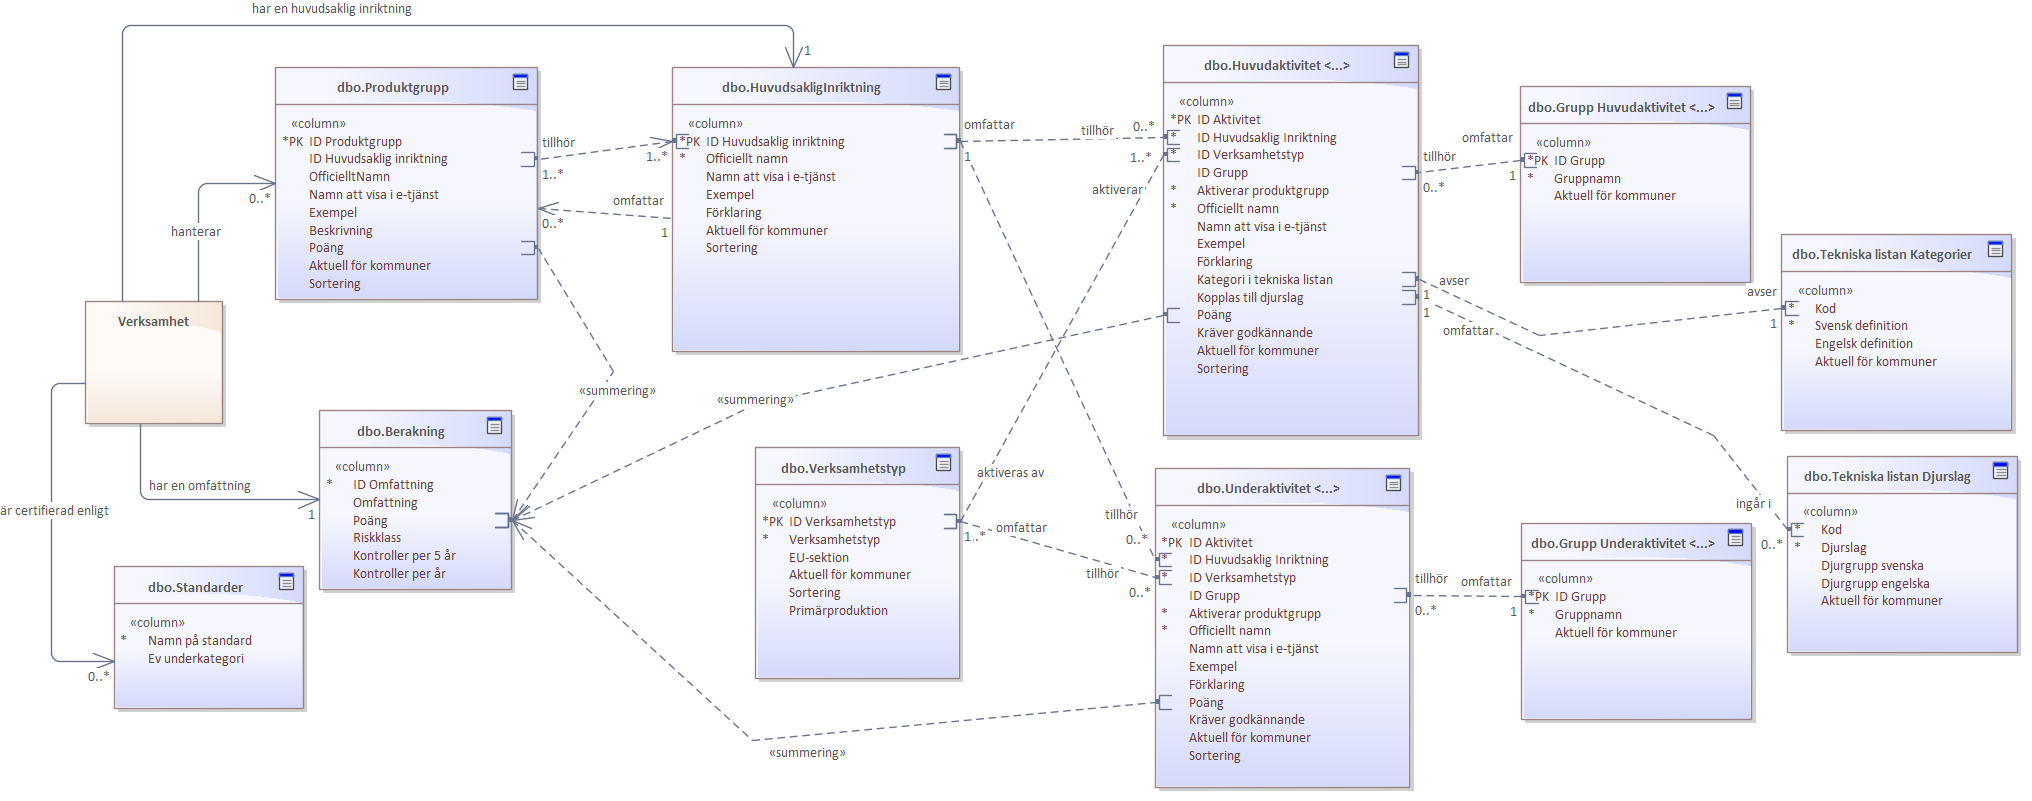 har en huvudsaklig inriktning
1
dbo.Produktgrupp
«column»
*PK ID Produktgrupp
ID Huvudsaklig inriktning
OfficielltNamn
Namn att visa i e-tjänst
Exempel
Beskrivning
Poäng
Aktuell för kommuner
Sortering
tillhör
1..*
1..*
omfattar
0..*
1
hanterar
0..*
dbo.HuvudsakligInriktning
«column»
*PK ID Huvudsaklig inriktning
* Officiellt namn
Namn att visa i e-tjänst
Exempel
Förklaring
Aktuell för kommuner
Sortering
omfattar
1
tillhör
0..*
1..*
aktiverar
dbo.Huvudaktivitet <...>
«column»
*PK ID Aktivitet
* ID Huvudsaklig Inriktning
* ID Verksamhetstyp
ID Grupp
* Aktiverar produktgrupp
* Officiellt namn
Namn att visa i e-tjänst
Exempel
Förklaring
Kategori i tekniska listan
Kopplas till djurslag
Poäng
Kräver godkännande
Aktuell för kommuner
Sortering
tillhör
0..*
omfattar
1
dbo.Grupp Huvudaktivitet <...>
«column»
*PK ID Grupp
* Gruppnamn
Aktuell för kommuner
avser
1
1
omfattar
avser
1
dbo.Tekniska listan Kategorier
«column»
* Kod
* Svensk definition
Engelsk definition
Aktuell för kommuner
Verksamhet
«summering»
«summering»
har en omfattning
1
är certifierad enligt
0..*
dbo.Berakning
«column»
* ID Omfattning
Omfattning
Poäng
Riskklass
Kontroller per 5 år
Kontroller per år
dbo.Standarder
«column»
* Namn på standard
Ev underkategori
dbo.Verksamhetstyp
«column»
*PK ID Verksamhetstyp
* Verksamhetstyp
EU-sektion
Aktuell för kommuner
Sortering
Primärproduktion
aktiveras av
1..*
omfattar
tillhör
0..*
tillhör
0..*
«summering»
dbo.Underaktivitet <...>
«column»
*PK ID Aktivitet
* ID Huvudsaklig Inriktning
* ID Verksamhetstyp
ID Grupp
* Aktiverar produktgrupp
* Officiellt namn
Namn att visa i e-tjänst
Exempel
Förklaring
Poäng
Kräver godkännande
Aktuell för kommuner
Sortering
tillhör
0..*
omfattar
1
dbo.Grupp Underaktivitet <...>
«column»
*PK ID Grupp
* Gruppnamn
Aktuell för kommuner
ingår i
0..*
dbo.Tekniska listan Djurslag
«column»
* Kod
* Djurslag
Djurgrupp svenska
Djurgrupp engelska
Aktuell för kommuner